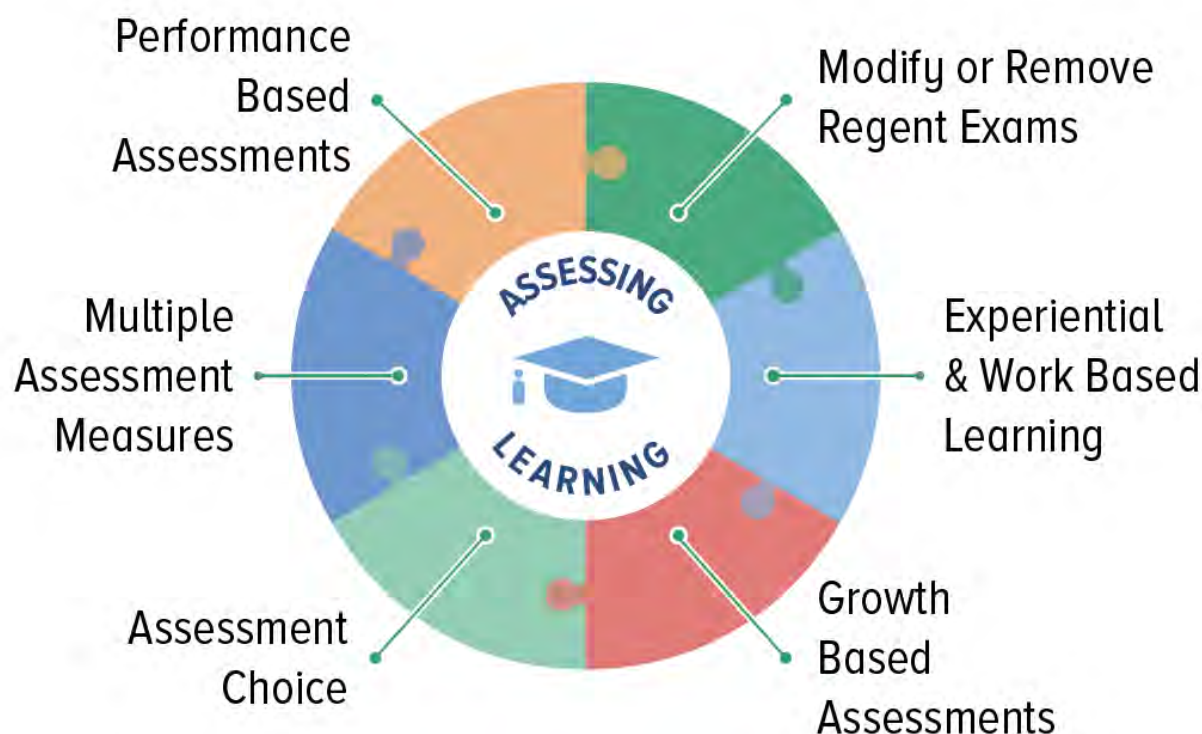 Performance
Based
Assessments
Modify or Remove
Regent Exams
Multiple
Assessment
Measures
ASSESSING
LEARNING
Experiential
& Work Based
Learning
Assessment
Choice
Growth
Based
Assessments